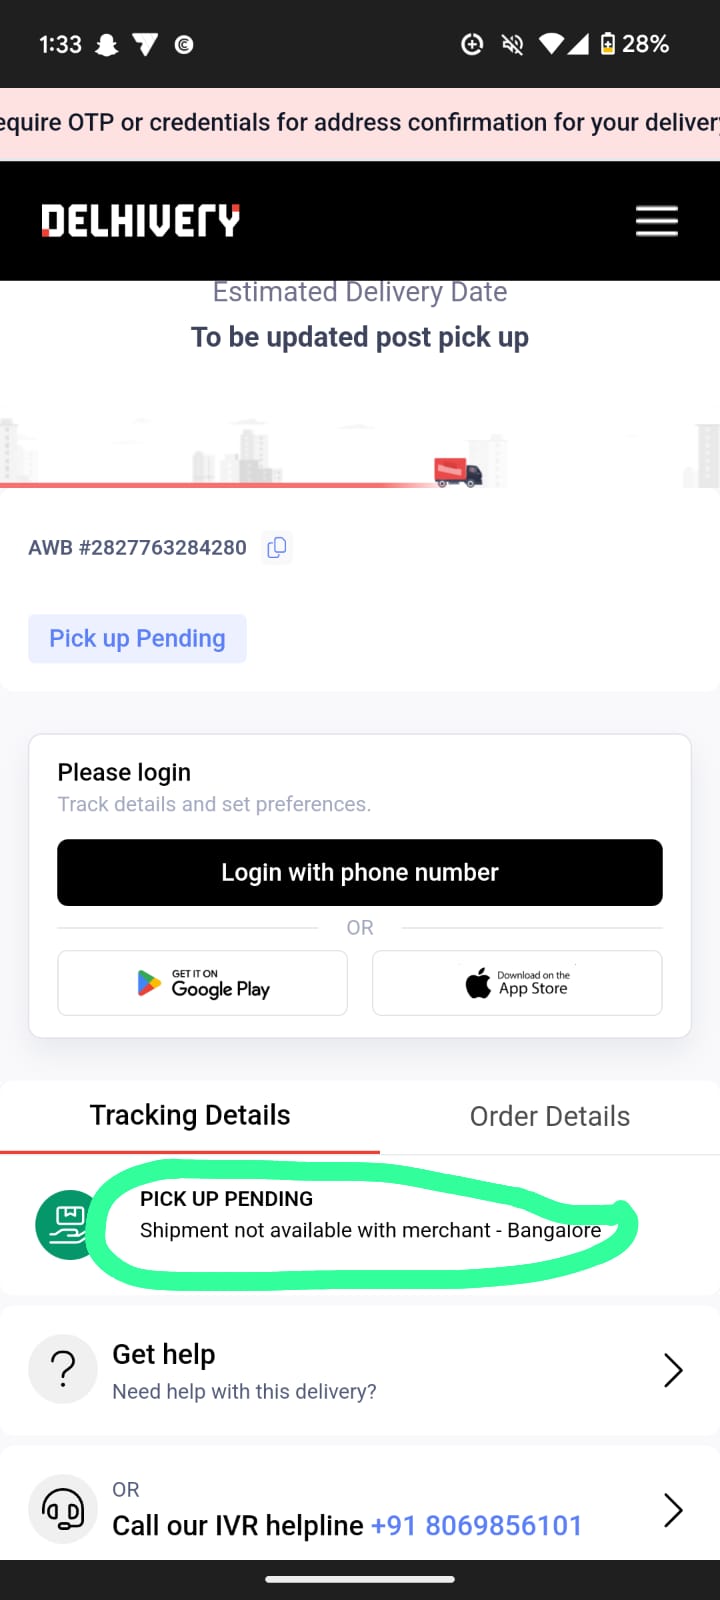 1:33
28%
equire OTP or credentials for address confirmation for your deliver
DELHIVERY
Estimated Delivery Date
To be updated post pick up
AWB #2827763284280
Pick up Pending
Please login
Track details and set preferences.
Login with phone number
OR
GET IT ON
Google Play
Download on the
App Store
Tracking Details
Order Details
PICK UP PENDING
Shipment not available with merchant - Bangalore
Get help
Need help with this delivery?
OR
Call our IVR helpline +91 8069856101